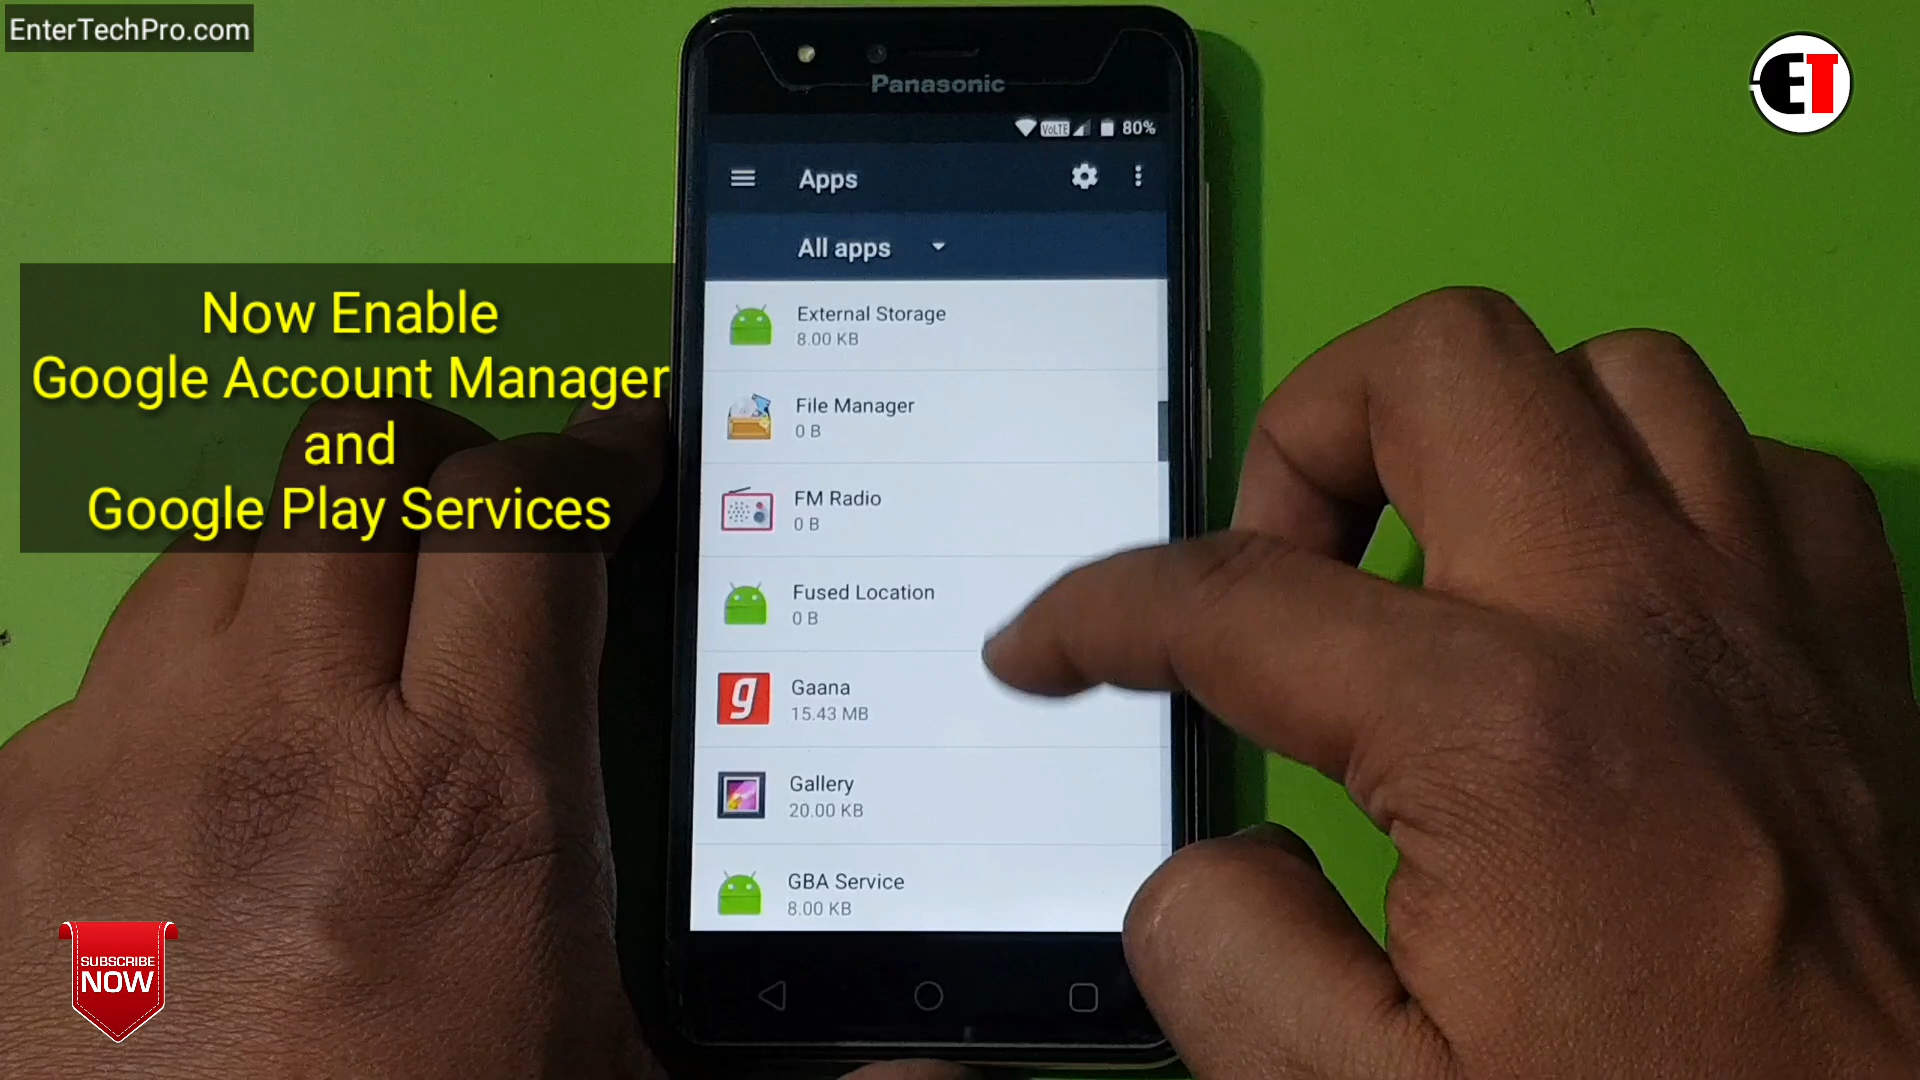 EnterTechPro.com
ET
Panasonic
VoLTE 80%
Apps
All apps
External Storage
8.00 KB
File Manager
0 B
FM Radio
0 B
Fused Location
0 B
g
Gaana
15.43 MB
Gallery
20.00 KB
GBA Service
8.00 KB
Now Enable
Google Account Manager
and
Google Play Services
SUBSCRIBE
NOW